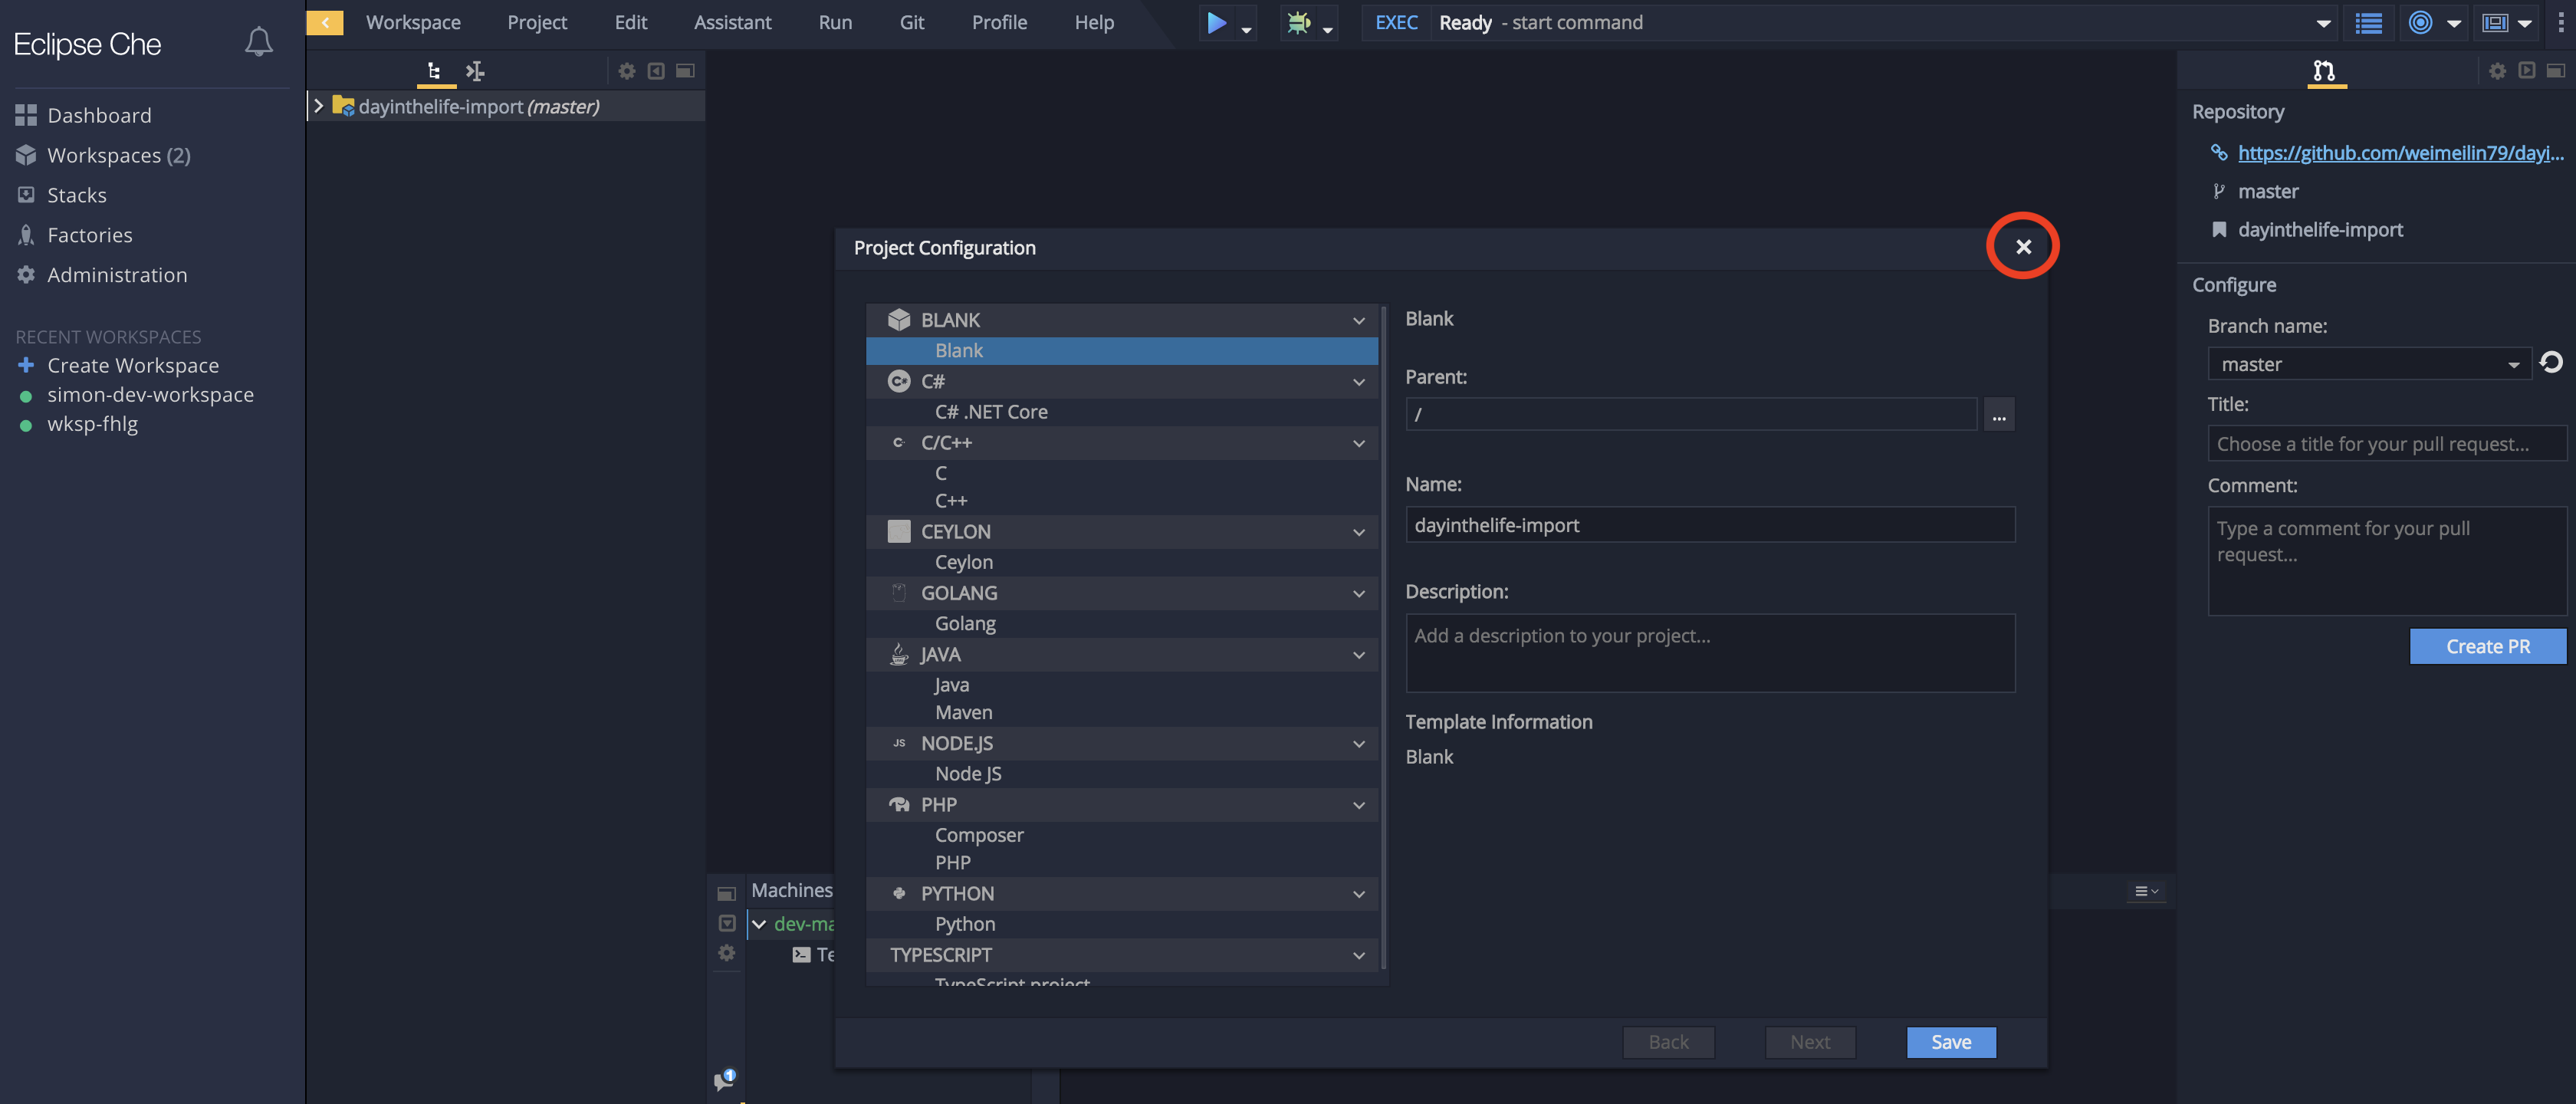 Eclipse Che
Dashboard
Workspaces (2)
Stacks
Factories
Administration
RECENT WORKSPACES
Create Workspace
simon-dev-workspace
wksp-fhlg
Workspace Project Edit Assistant Run Git Profile Help
EXEC Ready - start command
dayinthelife-import (master)
Machines
dev-ma
Te
1
Project Configuration
BLANK
Blank
C#
C# .NET Core
C/C++
C
C++
CEYLON
Ceylon
GOLANG
Golang
JAVA
Java
Maven
JS NODE.JS
Node JS
PHP
Composer
PHP
PYTHON
Python
TYPESCRIPT
TypeScript project
Blank
Parent:
/
...
Name:
dayinthelife-import
Description:
Add a description to your project...
Template Information
Blank
Back Next Save
Repository
https://github.com/weimeilin79/dayi...
master
dayinthelife-import
Configure
Branch name:
master
Title:
Choose a title for your pull request...
Comment:
Type a comment for your pull
request...
Create PR